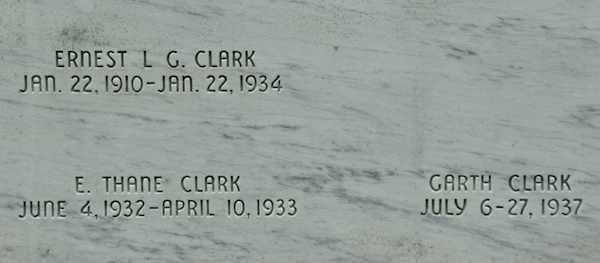 ERNEST L G. CLARK
JAN. 22, 1910-JAN. 22, 1934
E. THANE CLARK
JUNE 4, 1932-APRIL 10, 1933
GARTH CLARK
JULY 6-27, 1937